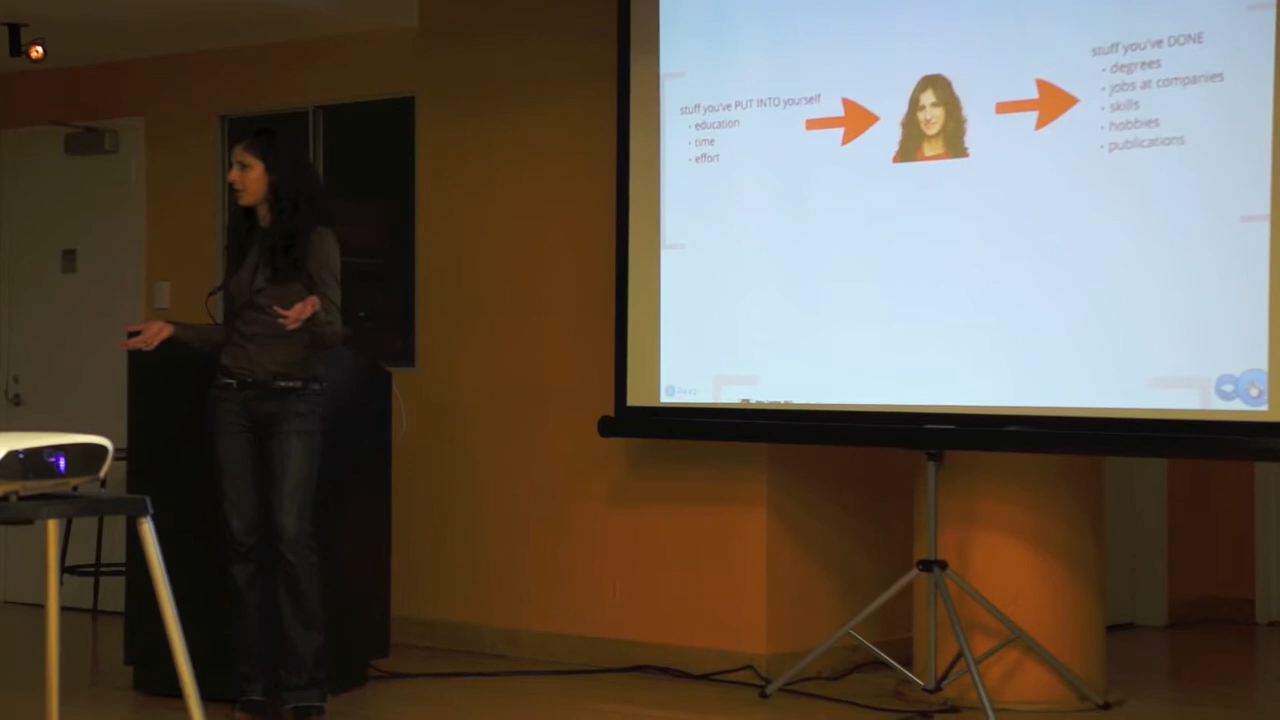 stuff you've PUT INTO yourself
- education
- time
- effort
stuff you've DONE
- degrees
- jobs at companies
- skills
- hobbies
- publications